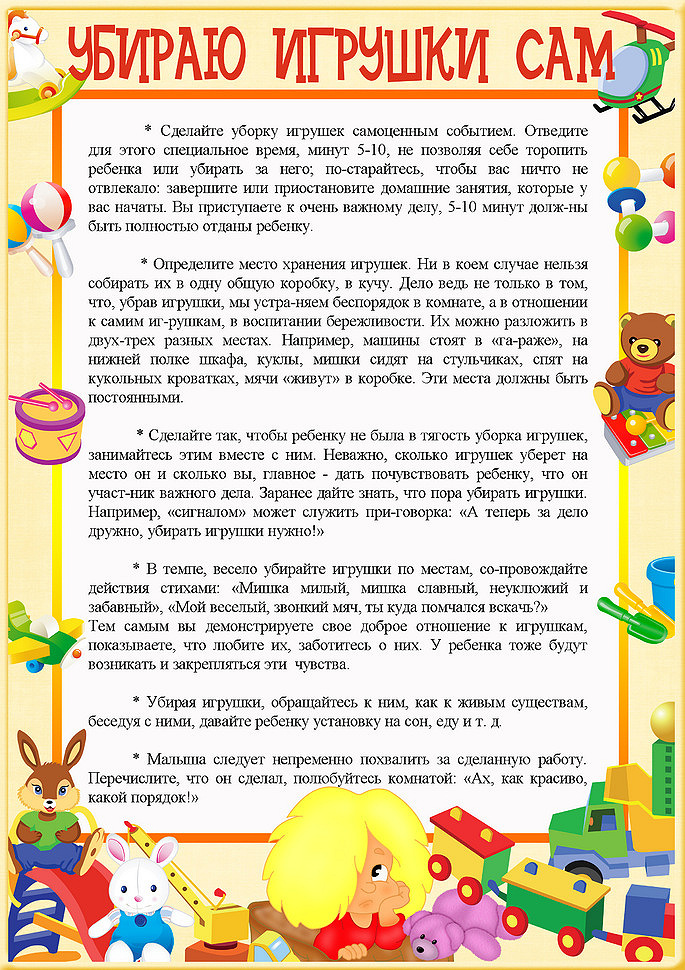 УБИРАЮ ИГРУШКИ САМ
* Сделайте уборку игрушек самоценным событием. Отведите
для этого специальное время, минут 5-10, не позволяя себе торопить
ребенка или убирать за него; по-старайтесь, чтобы вас ничто не
отвлекало: завершите или приостановите домашние занятия, которые у
вас начаты. Вы приступаете к очень важному делу, 5-10 минут долж-ны
быть полностью отданы ребенку.
* Определите место хранения игрушек. Ни в коем случае нельзя
собирать их в одну общую коробку, в кучу. Дело ведь не только в том,
что, убрав игрушки, мы устра-няем беспорядок в комнате, а в отношении
к самим иг-рушкам, в воспитании бережливости. Их можно разложить в
двух-трех разных местах. Например, машины стоят в «га-раже», на
нижней полке шкафа, куклы, мишки сидят на стульчиках, спят на
кукольных кроватках, мячи «живут» в коробке. Эти места должны быть
постоянными.
* Сделайте так, чтобы ребенку не была в тягость уборка игрушек,
занимайтесь этим вместе с ним. Неважно, сколько игрушек уберет на
место он и сколько вы, главное - дать почувствовать ребенку, что он
участ-ник важного дела. Заранее дайте знать, что пора убирать игрушки.
Например, «сигналом» может служить при-говорка: «А теперь за дело
дружно, убирать игрушки нужно!»
* В темпе, весело убирайте игрушки по местам, со-провождайте
действия стихами: «Мишка милый, мишка славный, неуклюжий и
забавный», «Мой веселый, звонкий мяч, ты куда помчался вскачь?»
Тем самым вы демонстрируете свое доброе отношение к игрушкам,
показываете, что любите их, заботитесь о них. У ребенка тоже будут
возникать и закрепляться эти чувства.
* Убирая игрушки, обращайтесь к ним, как к живым существам,
беседуя с ними, давайте ребенку установку на сон, еду и т. д.
* Малыша следует непременно похвалить за сделанную работу.
Перечислите, что он сделал, полюбуйтесь комнатой: «Ах, как красиво,
какой порядок!»